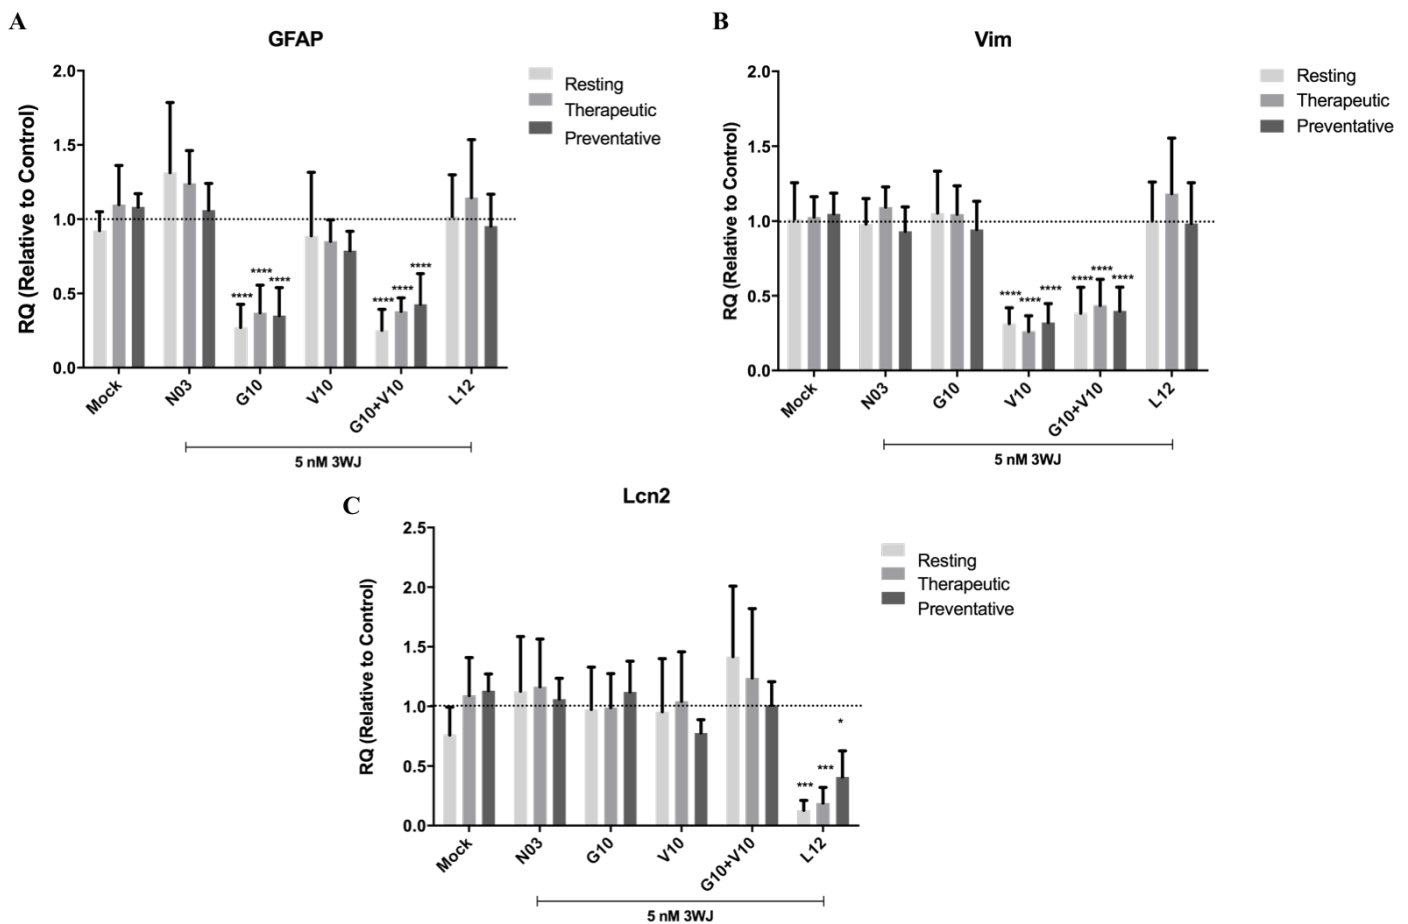 A
GFAP
RQ (Relative to Control)
2.0
1.5
1.0
0.5
0.0
Resting
Therapeutic
Preventative
****
****
****
****
****
****
Mock
N03
G10
V10
G10+V10
L12
5 nM 3WJ
B
Vim
RQ (Relative to Control)
2.0
1.5
1.0
0.5
0.0
Resting
Therapeutic
Preventative
****
****
****
****
****
****
Mock
N03
G10
V10
G10+V10
L12
5 nM 3WJ
C
Lcn2
RQ (Relative to Control)
2.5
2.0
1.5
1.0
0.5
0.0
Resting
Therapeutic
Preventative
***
***
*
Mock
N03
G10
V10
G10+V10
L12
5 nM 3WJ